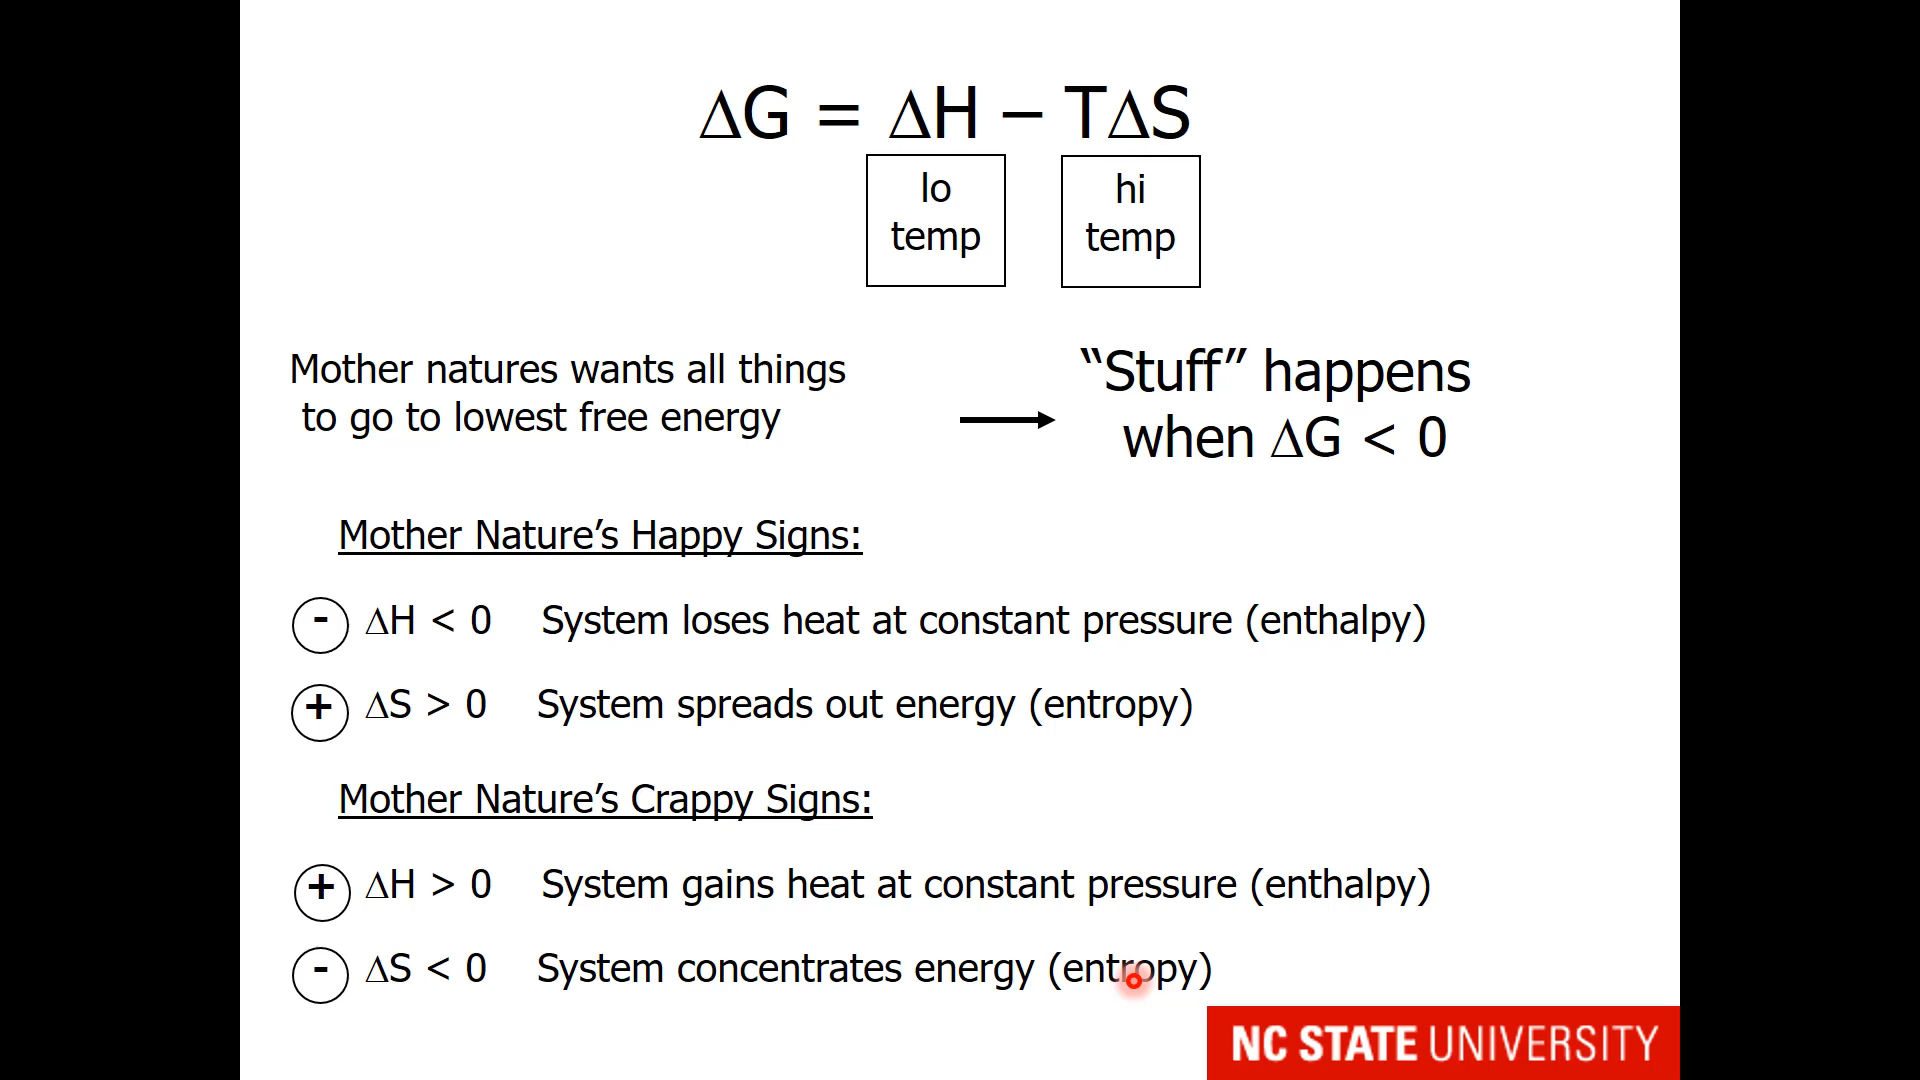 ΔG = ΔH – TΔS
lo
temp
hi
temp
Mother natures wants all things
to go to lowest free energy
“Stuff” happens
when ΔG < 0
Mother Nature’s Happy Signs:
- ΔH < 0 System loses heat at constant pressure (enthalpy)
+ ΔS > 0 System spreads out energy (entropy)
Mother Nature’s Crappy Signs:
+ ΔH > 0 System gains heat at constant pressure (enthalpy)
- ΔS < 0 System concentrates energy (entropy)
NC STATE UNIVERSITY